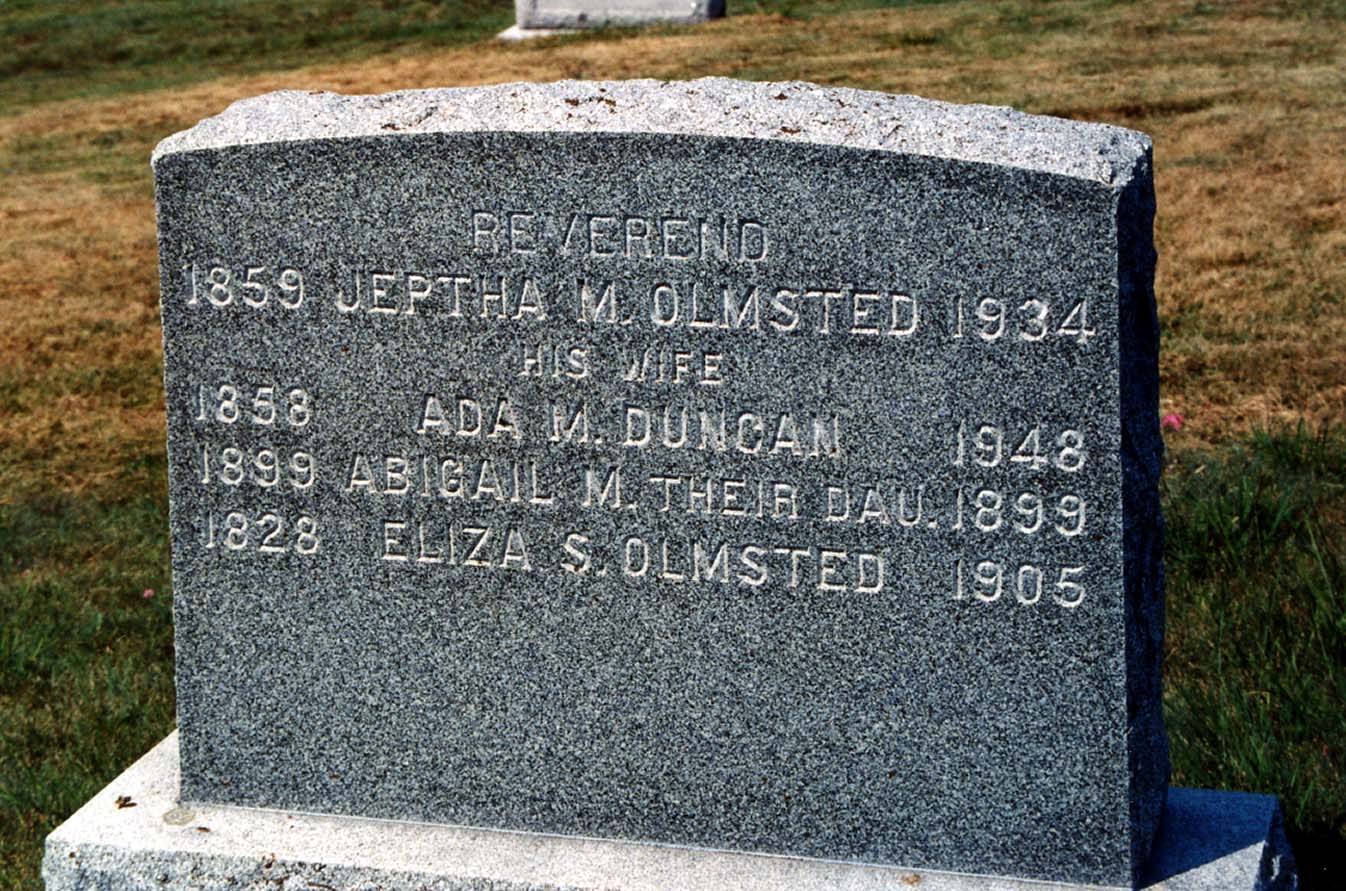 REVEREND
1859 JEPTHA M. OLMSTED 1934
HIS WIFE
1858 ADA M. DUNCAN 1948
1899 ABIGAIL M. THEIR DAU. 1899
1828 ELIZA S. OLMSTED 1905